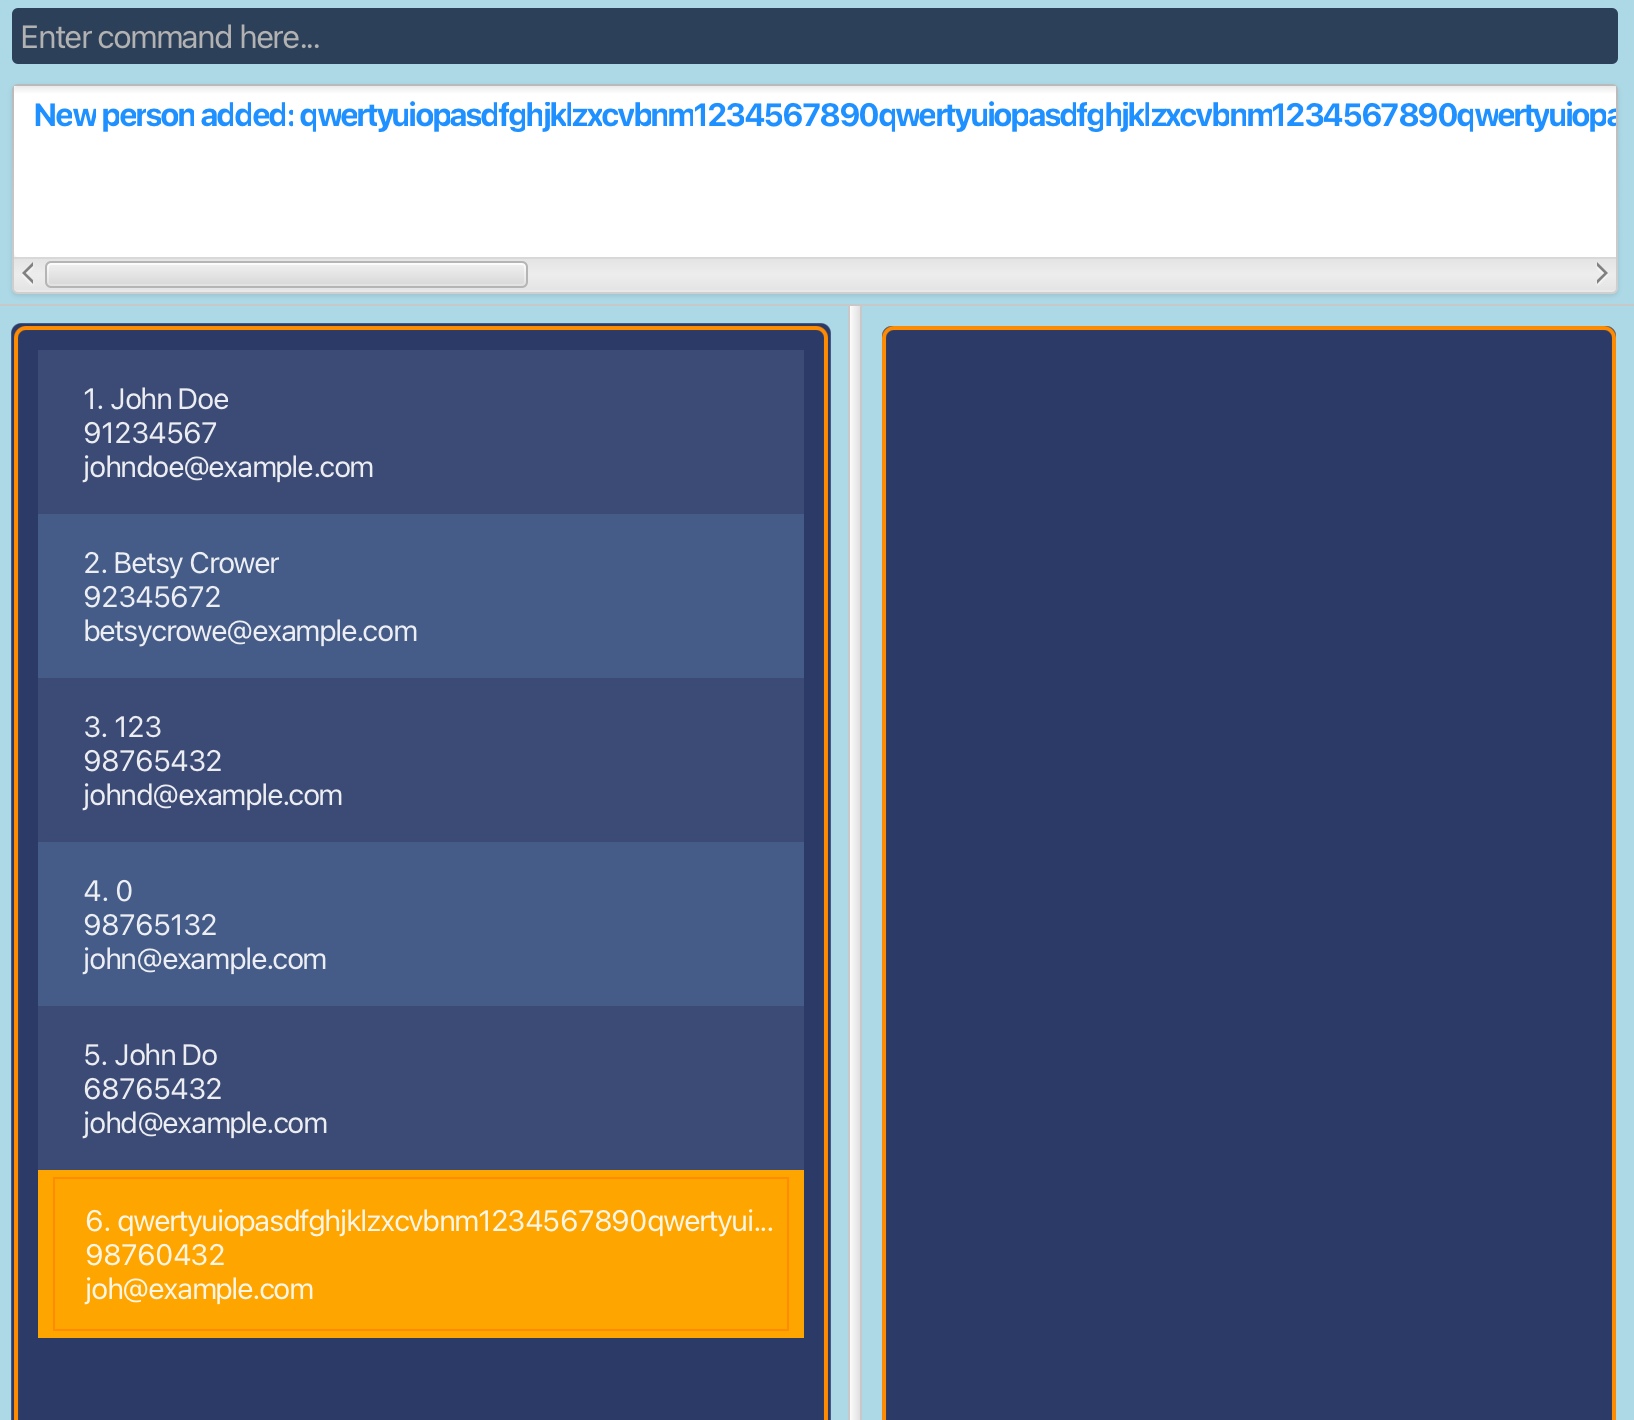 Enter command here...
New person added: qwertyuiopasdfghjklzxcvbnm1234567890qwertyuiopasdfghjklzxcvbnm1234567890qwertyuiopa
1. John Doe
91234567
johndoe@example.com
2. Betsy Crower
92345672
betsycrowe@example.com
3. 123
98765432
johnd@example.com
4. 0
98765132
john@example.com
5. John Do
68765432
johd@example.com
6. qwertyuiopasdfghjklzxcvbnm1234567890qwertyui...
98760432
joh@example.com